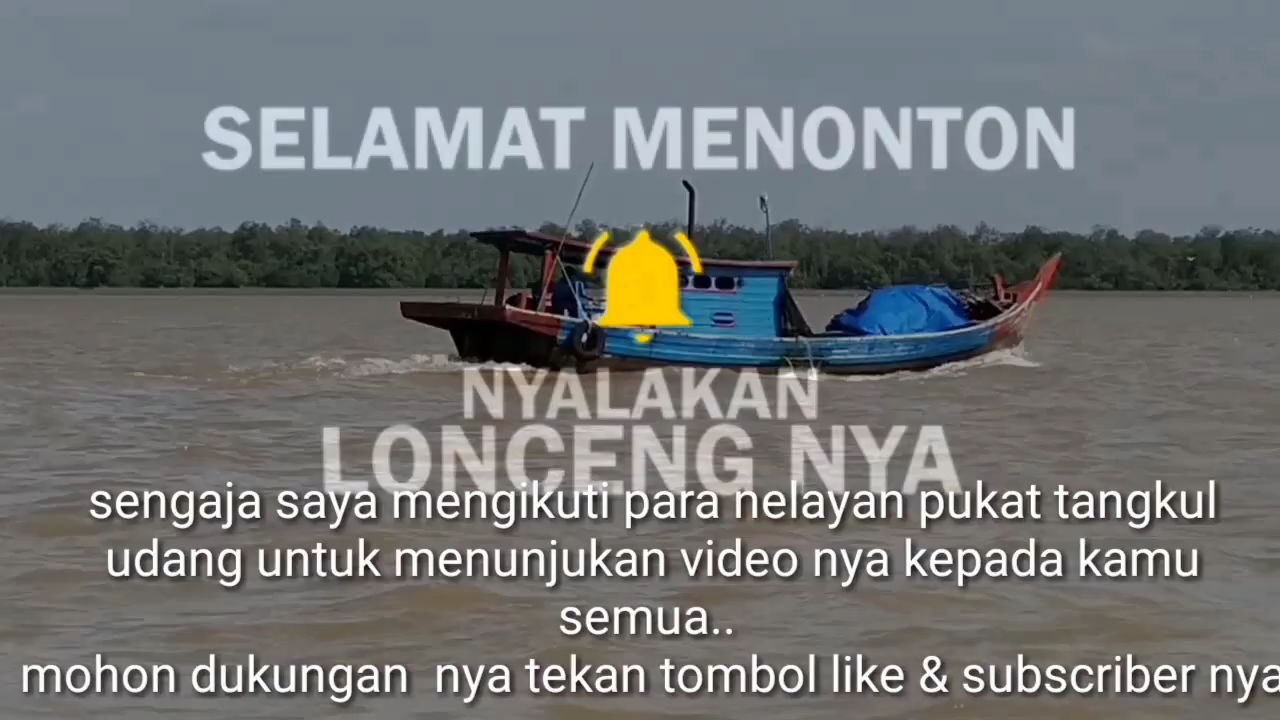 SELAMAT MENONTON
NYALAKAN
LONCENG NYA
sengaja saya mengikuti para nelayan pukat tangkul
udang untuk menunjukan video nya kepada kamu
semua..
mohon dukungan nya tekan tombol like & subscriber nya